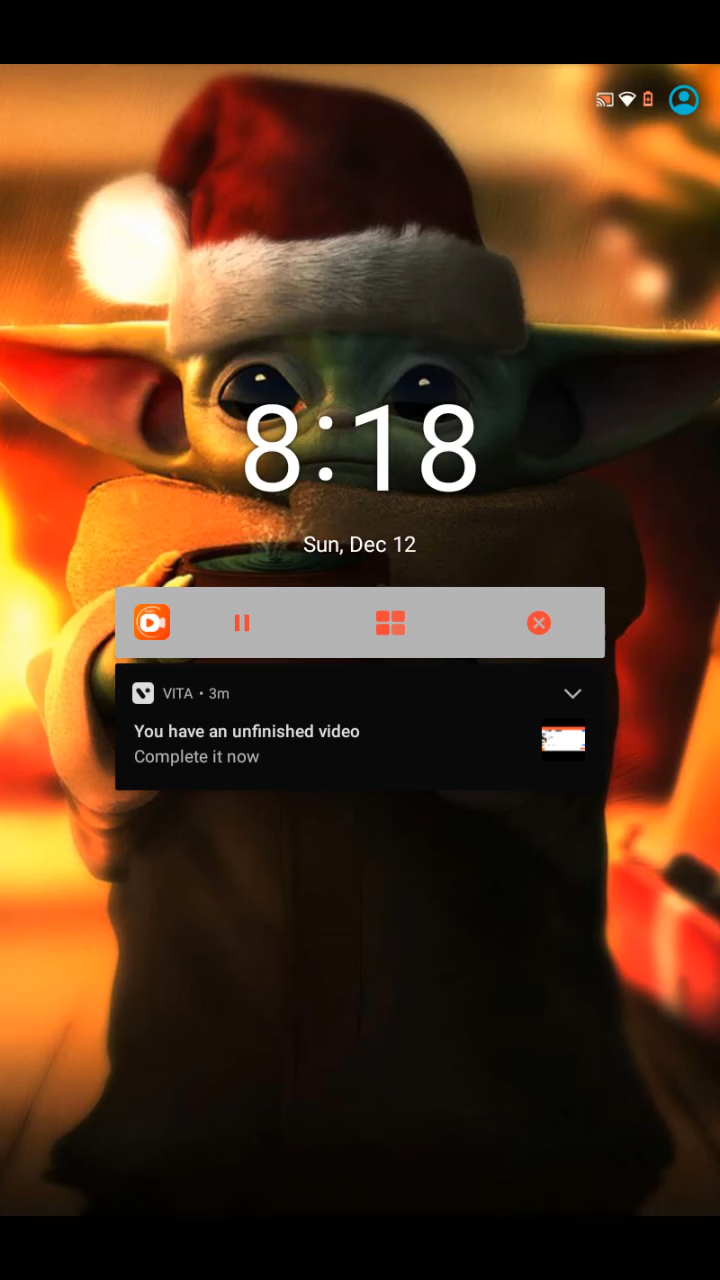 8:18
Sun, Dec 12
VITA • 3m
You have an unfinished video
Complete it now